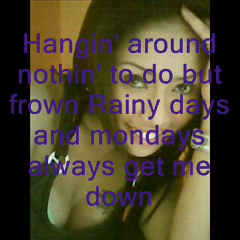 Hangin' around
nothin' to do but
frown Rainy days
and mondays
always get me
down